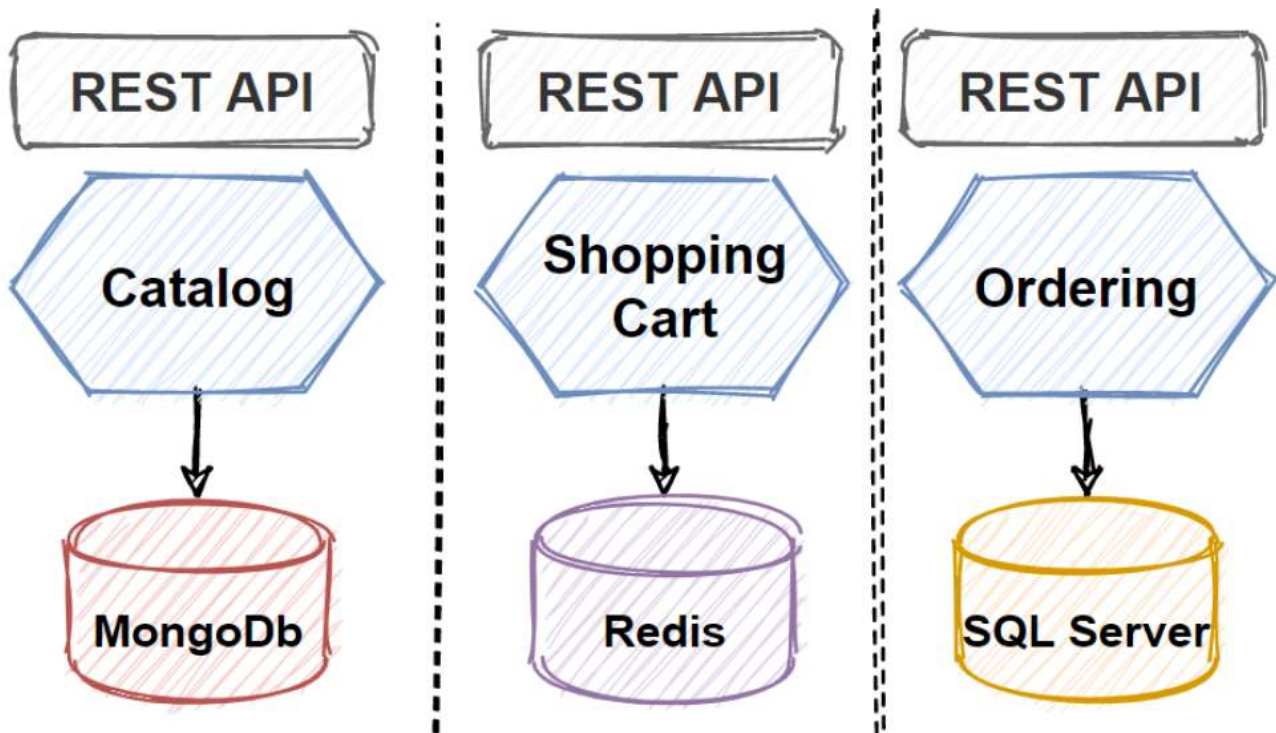 REST API
REST API
REST API
Catalog
Shopping
Cart
Ordering
MongoDb
Redis
SQL Server